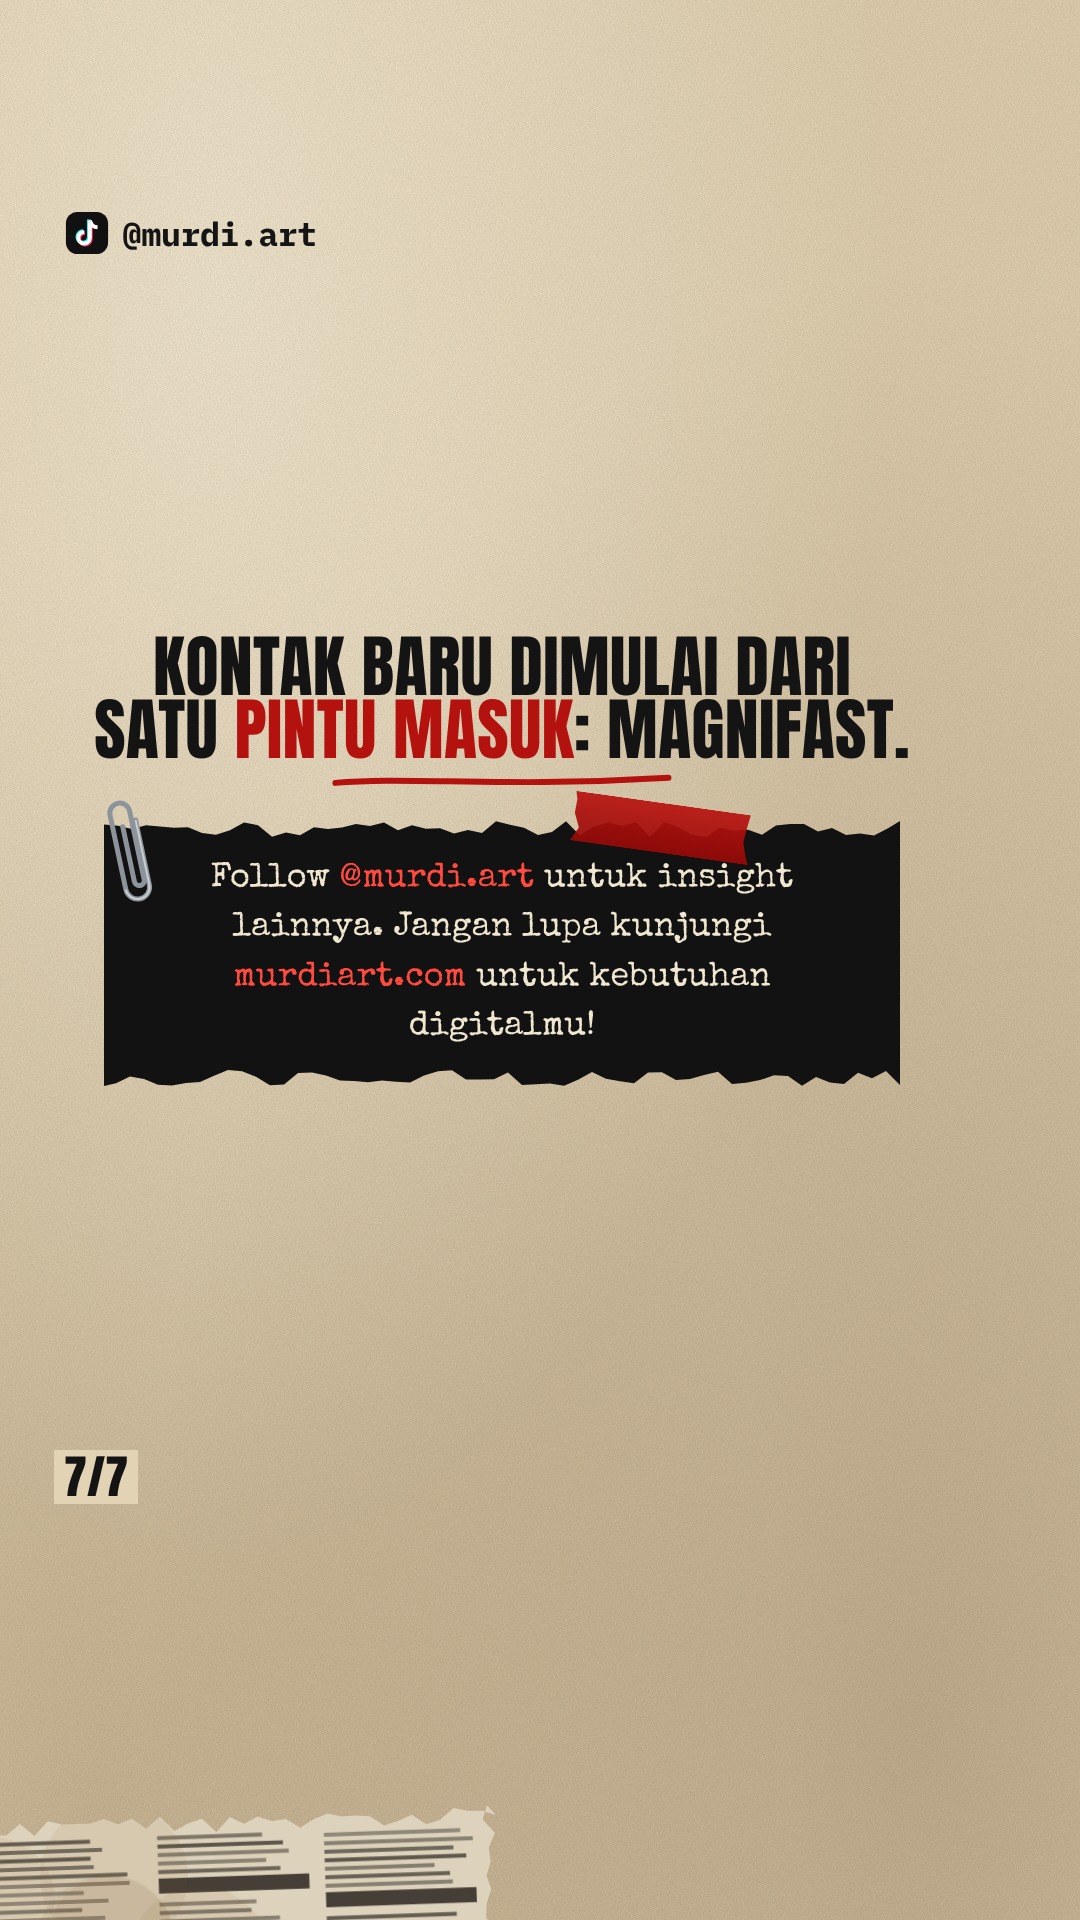 @murdi.art
KONTAK BARU DIMULAI DARI
SATU PINTU MASUK: MAGNIFAST.
Follow @murdi.art untuk insight
lainnya. Jangan lupa kunjungi
murdiart.com untuk kebutuhan
digitalmu!
7/7